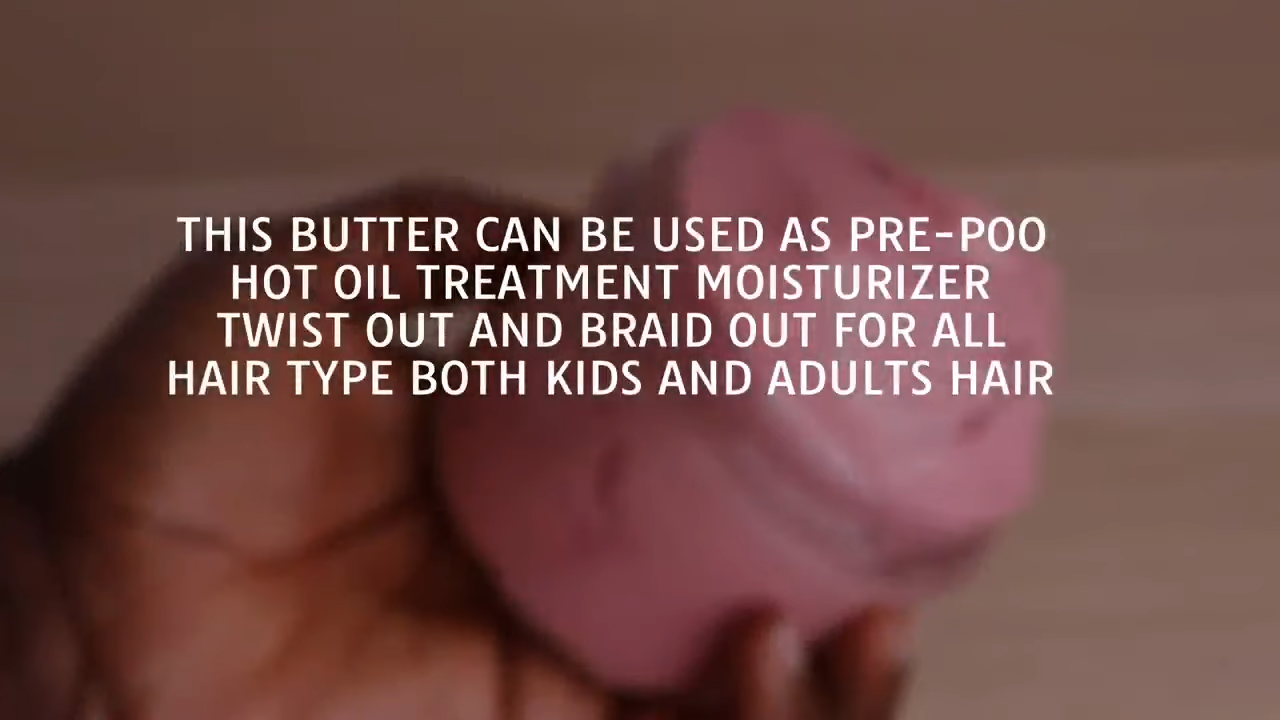 THIS BUTTER CAN BE USED AS PRE-POO
HOT OIL TREATMENT MOISTURIZER
TWIST OUT AND BRAID OUT FOR ALL
HAIR TYPE BOTH KIDS AND ADULTS HAIR